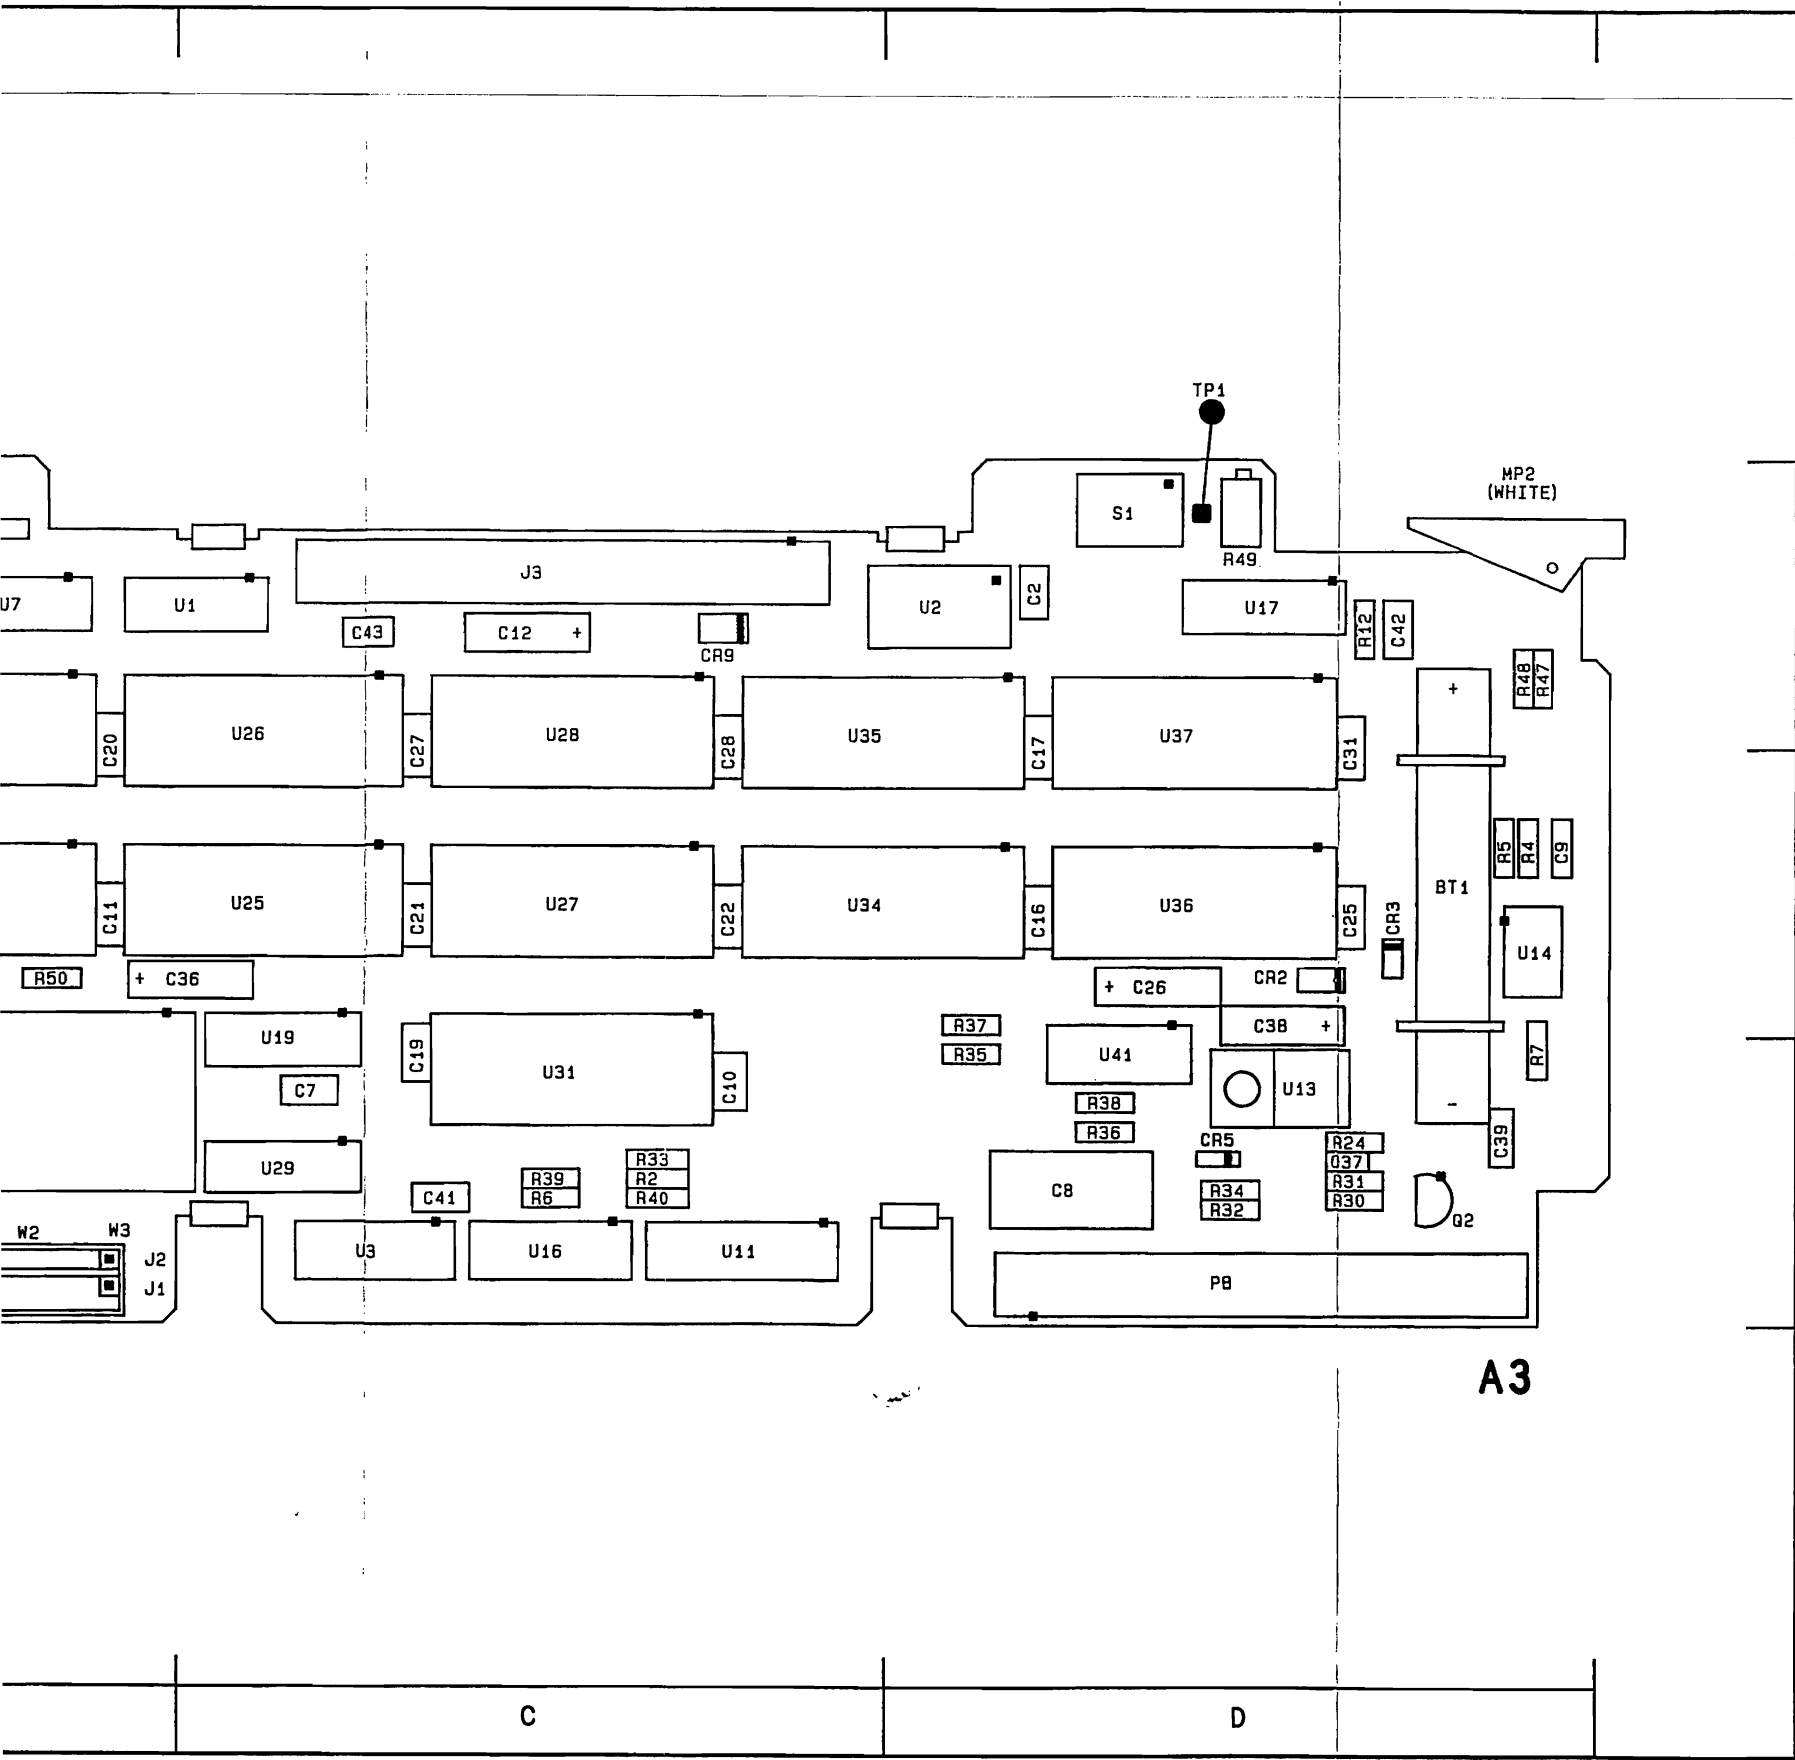 TP1
MP2
(WHITE)
S1
R49
J3
U7
U1
U2
C2
U17
R12
C42
C43
C12 +
CR9
R48
R47
+
C20
U26
C27
U28
C28
U35
C17
U37
C31
R5
R4
C9
BT1
C11
U25
C21
U27
C22
U34
C16
U36
C25
CR3
U14
R50
+ C36
+ C26
CR2
C38 +
U19
C19
U31
C10
R37
R35
U41
U13
R7
C7
R38
R36
-
C39
U29
R33
R2
R40
R39
R6
C41
C8
CR5
R34
R32
R24
C37
R31
R30
Q2
W2
W3
J2
J1
U3
U16
U11
P8
A3
C
D